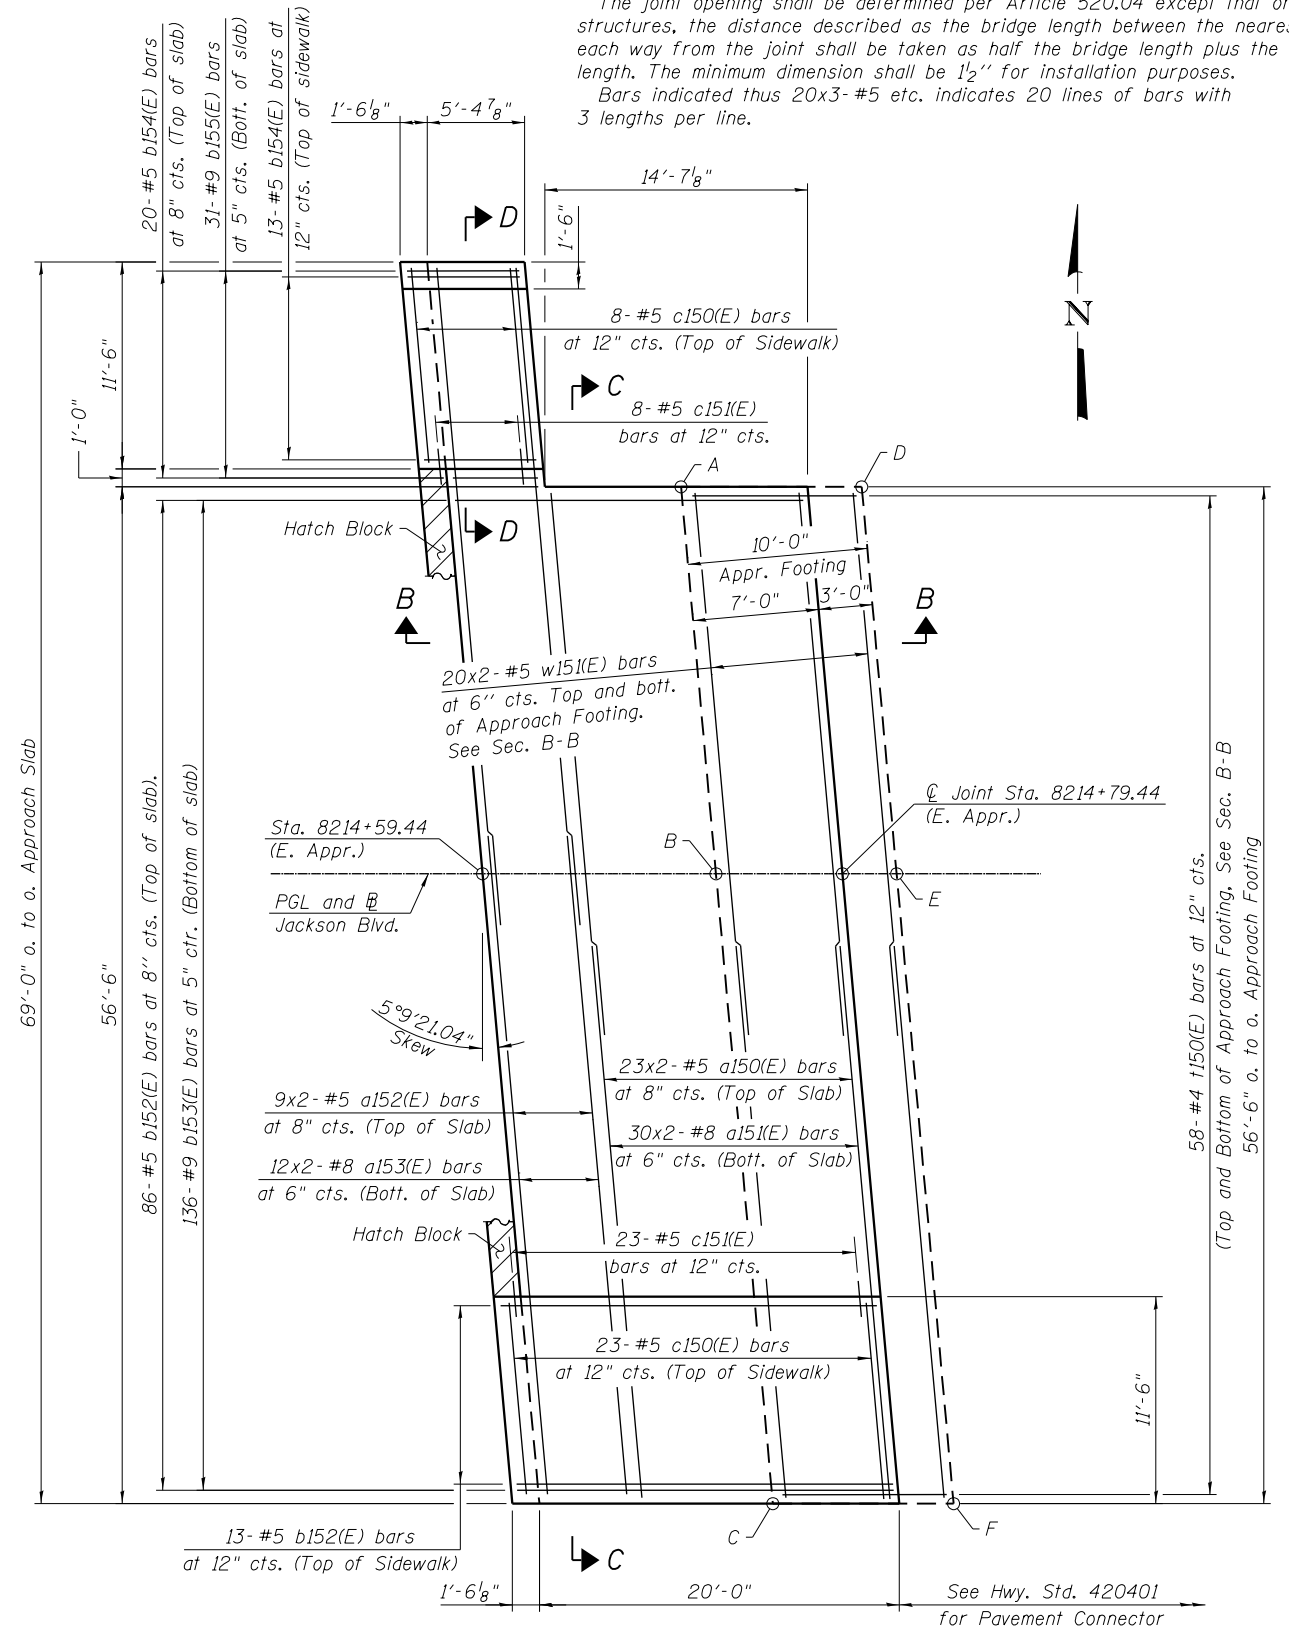 The joint opening shall be determined per Article 520.04 except that
structures, the distance described as the bridge length between the
each way from the joint shall be taken as half the bridge length plus the
length. The minimum dimension shall be 1 1/2'' for installation purposes.
Bars indicated thus 20x3-#5 etc. indicates 20 lines of bars with
3 lengths per line.
20-#5 b154(E) bars
at 8" cts. (Top of slab)
31-#9 b155(E) bars
at 5" cts. (Bott. of slab)
13-#5 b154(E) bars at
12" cts. (Top of sidewalk)
1'-6 1/8"
5'-4 7/8"
14'-7 1/8"
D
1'-6"
N
8-#5 c150(E) bars
at 12" cts. (Top of Sidewalk)
11'-6"
C
8-#5 c151(E)
bars at 12" cts.
1'-0"
A
D
Hatch Block
D
10'-0"
Appr. Footing
7'-0"
3'-0"
B
B
20x2-#5 w151(E) bars
at 6'' cts. Top and bott.
of Approach Footing.
See Sec. B-B
69'-0" o. to o. Approach Slab
56'-6"
86-#5 b152(E) bars at 8'' cts. (Top of slab).
136-#9 b153(E) bars at 5" ctr. (Bottom of slab)
Sta. 8214+59.44
(E. Appr.)
B
℄ Joint Sta. 8214+79.44
(E. Appr.)
E
PGL and BL
Jackson Blvd.
5°9'21.04"
Skew
58-#4 t150(E) bars at 12" cts.
(Top and Bottom of Approach Footing, See Sec. B-B
56'-6" o. to o. Approach Footing
23x2-#5 a150(E) bars
at 8" cts. (Top of Slab)
9x2-#5 a152(E) bars
at 8" cts. (Top of Slab)
30x2-#8 a151(E) bars
at 6" cts. (Bott. of Slab)
12x2-#8 a153(E) bars
at 6" cts. (Bott. of Slab)
Hatch Block
23-#5 c151(E)
bars at 12" cts.
23-#5 c150(E) bars
at 12" cts. (Top of Sidewalk)
11'-6"
13-#5 b152(E) bars
at 12" cts. (Top of Sidewalk)
C
C
F
1'-6 1/8"
20'-0"
See Hwy. Std. 420401
for Pavement Connector